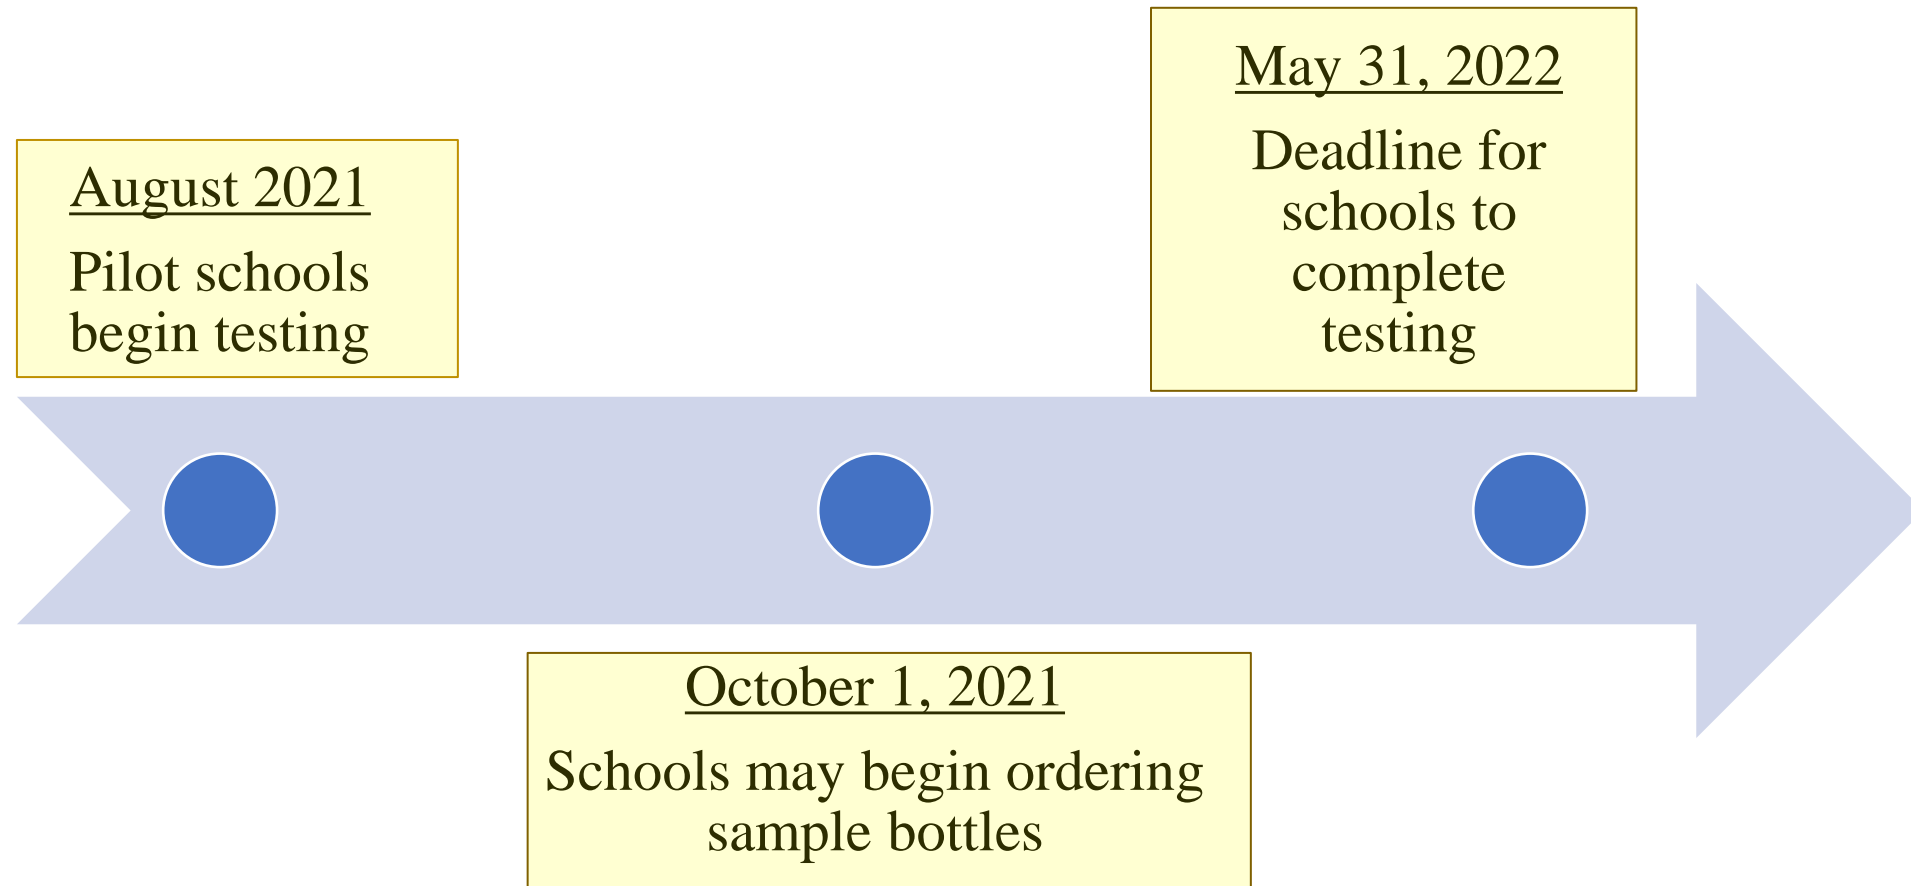 August 2021
Pilot schools
begin testing
May 31, 2022
Deadline for
schools to
complete
testing
October 1, 2021
Schools may begin ordering
sample bottles